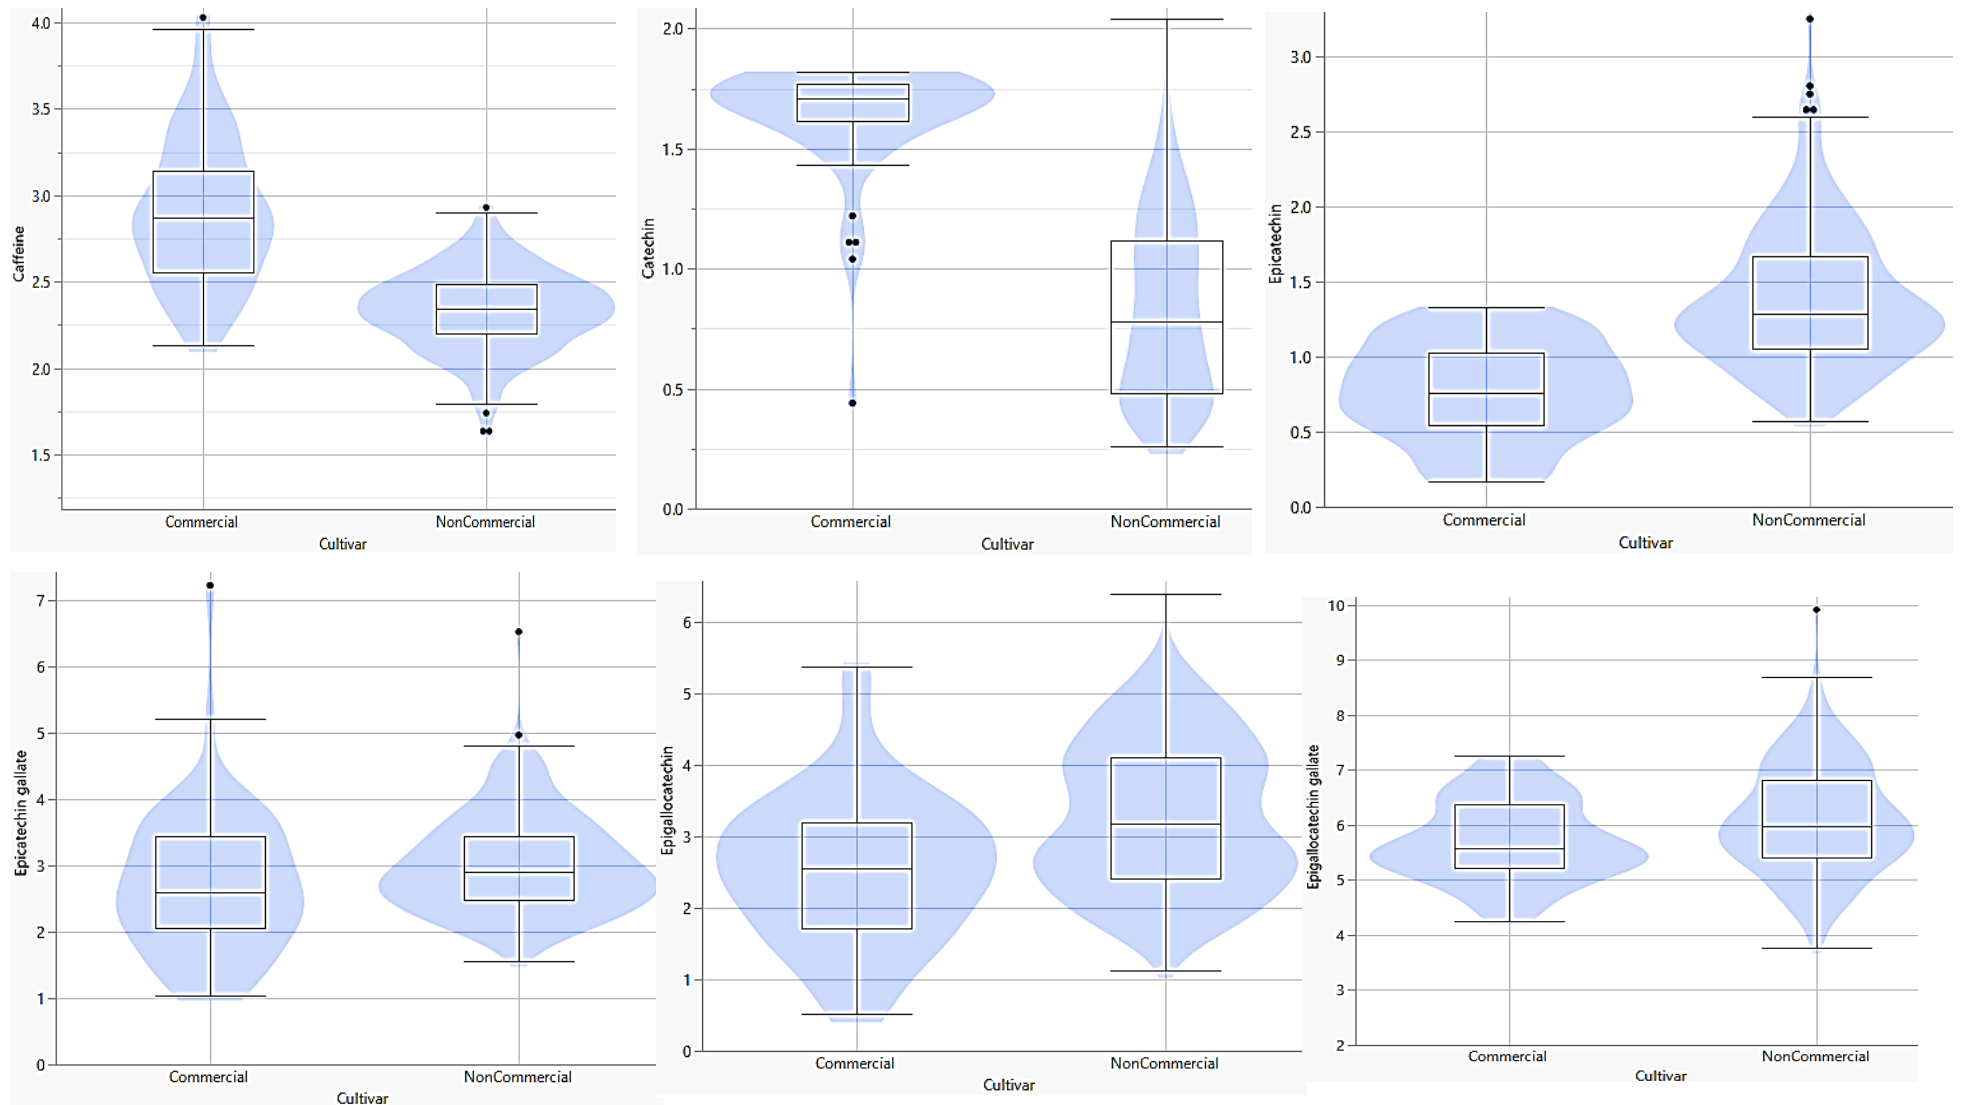 Caffeine
4.0
3.5
3.0
2.5
2.0
1.5
Commercial NonCommercial
Cultivar
Catechin
2.0
1.5
1.0
0.5
0.0
Commercial NonCommercial
Cultivar
Epicatechin
3.0
2.5
2.0
1.5
1.0
0.5
0.0
Commercial NonCommercial
Cultivar
Epicatechin gallate
7
6
5
4
3
2
1
0
Commercial NonCommercial
Cultivar
Epigallocatechin
6
5
4
3
2
1
0
Commercial NonCommercial
Cultivar
Epigallocatechin gallate
10
9
8
7
6
5
4
3
2
Commercial NonCommercial
Cultivar